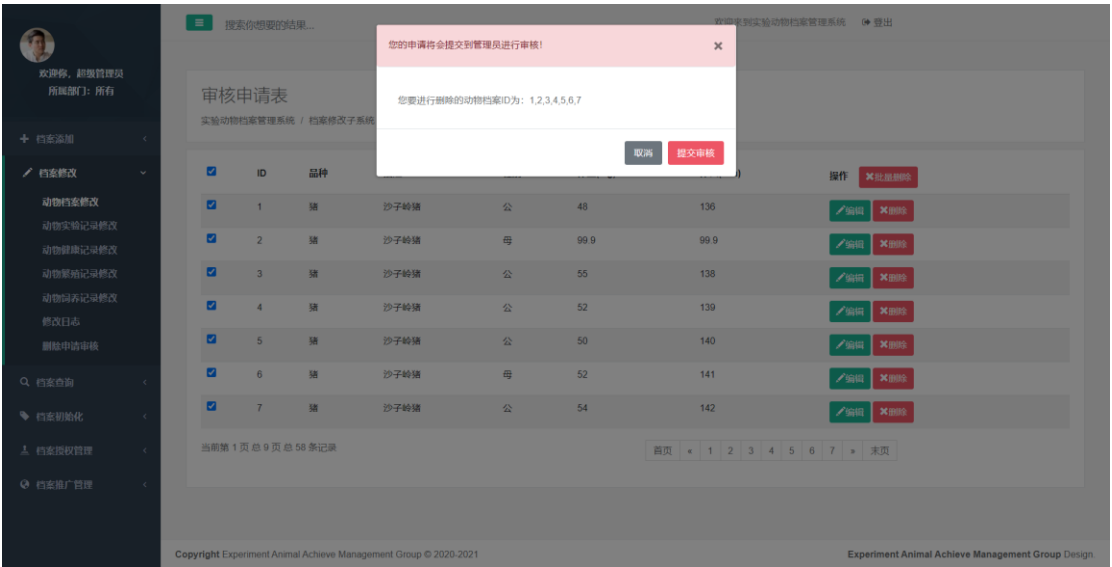 搜索你想要的结果...
欢迎来到实验动物档案管理系统 登出
欢迎你，超级管理员
所属部门：所有
档案添加
档案修改
动物档案修改
动物实验记录修改
动物健康记录修改
动物繁殖记录修改
动物饲养记录修改
修改日志
删除申请审核
档案查询
档案初始化
档案授权管理
档案推广管理
您的申请将会提交到管理员进行审核！ ×
您要进行删除的动物档案ID为：1,2,3,4,5,6,7
取消 提交审核
审核申请表
实验动物档案管理系统 / 档案修改子系统
ID 品种 操作 ×批量删除
1 猪 沙子岭猪 公 48 136 编辑 ×删除
2 猪 沙子岭猪 母 99.9 99.9 编辑 ×删除
3 猪 沙子岭猪 公 55 138 编辑 ×删除
4 猪 沙子岭猪 公 52 139 编辑 ×删除
5 猪 沙子岭猪 公 50 140 编辑 ×删除
6 猪 沙子岭猪 母 52 141 编辑 ×删除
7 猪 沙子岭猪 公 54 142 编辑 ×删除
当前第 1 页 总 9 页 总 58 条记录
首页 « 1 2 3 4 5 6 7 » 末页
Copyright Experiment Animal Achieve Management Group © 2020-2021
Experiment Animal Achieve Management Group Design.